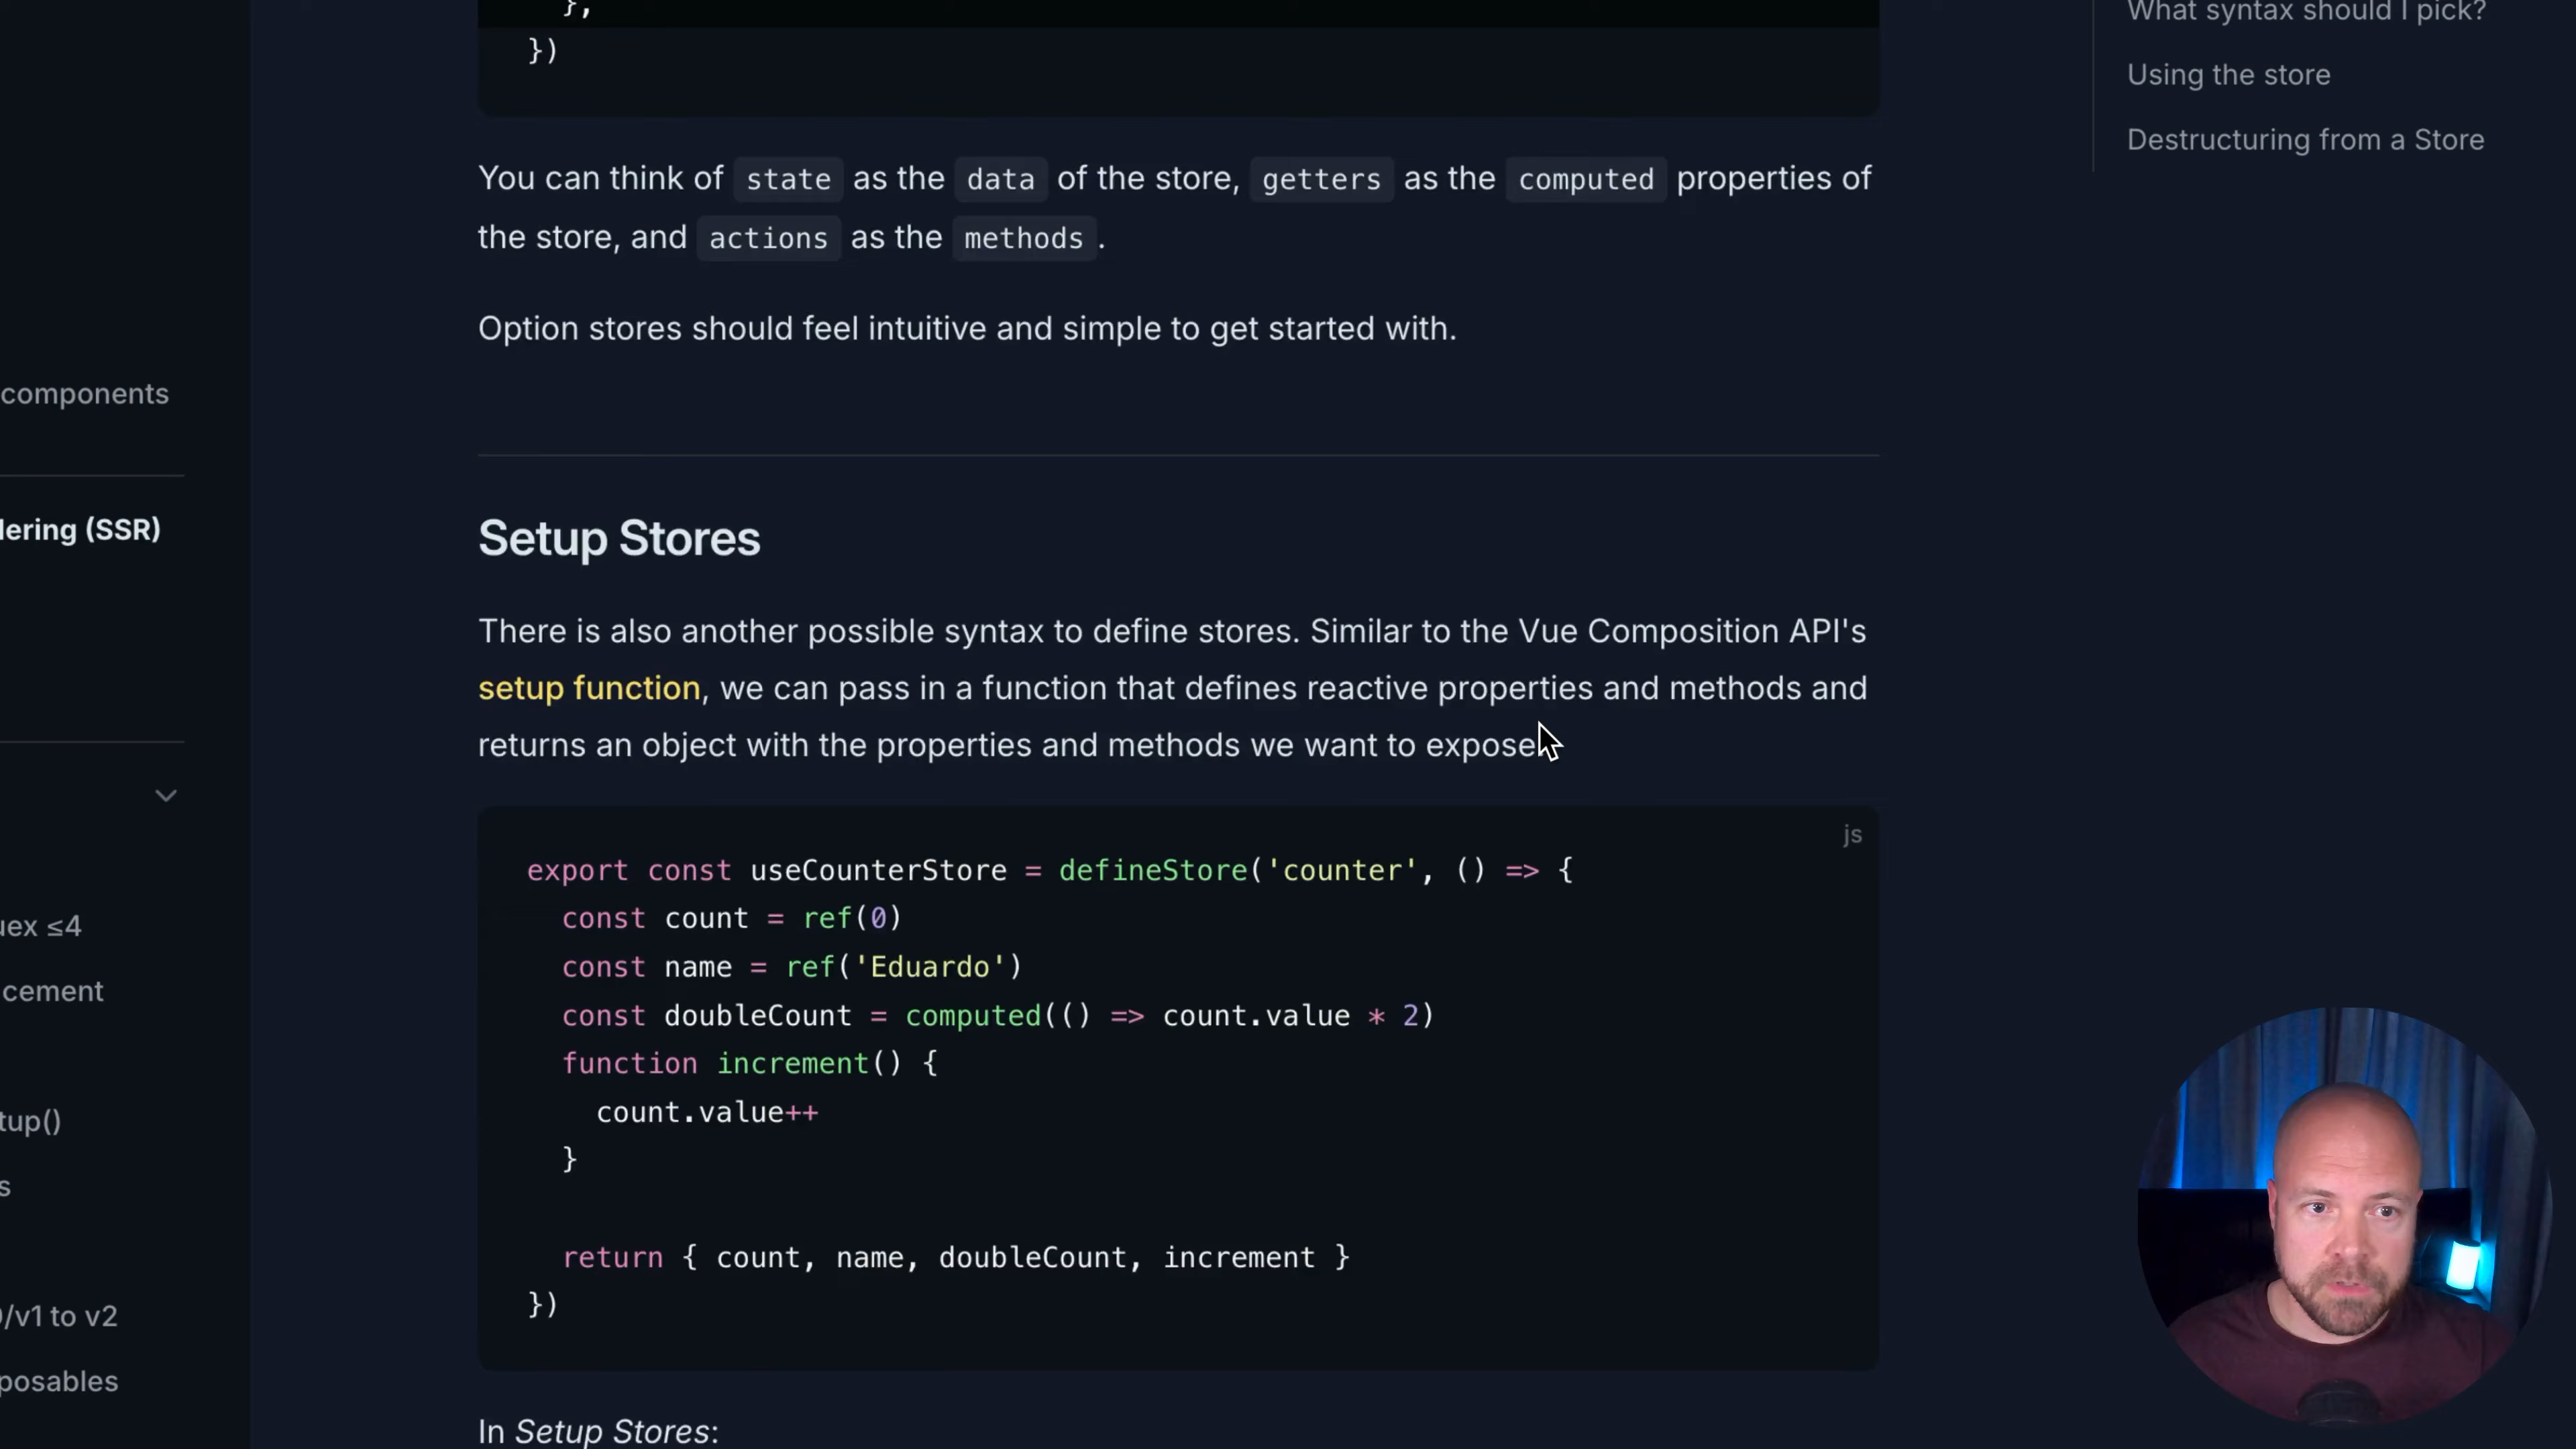 },
})
You can think of state as the data of the store, getters as the computed properties of
the store, and actions as the methods.
Option stores should feel intuitive and simple to get started with.
Setup Stores
There is also another possible syntax to define stores. Similar to the Vue Composition API's
setup function, we can pass in a function that defines reactive properties and methods and
returns an object with the properties and methods we want to expose
js
export const useCounterStore = defineStore('counter', () => {
  const count = ref(0)
  const name = ref('Eduardo')
  const doubleCount = computed(() => count.value * 2)
  function increment() {
    count.value++
  }
  return { count, name, doubleCount, increment }
})
In Setup Stores:
What syntax should I pick?
Using the store
Destructuring from a Store
components
dering (SSR)
uex ≤4
cement
tup()
s
/v1 to v2
posables